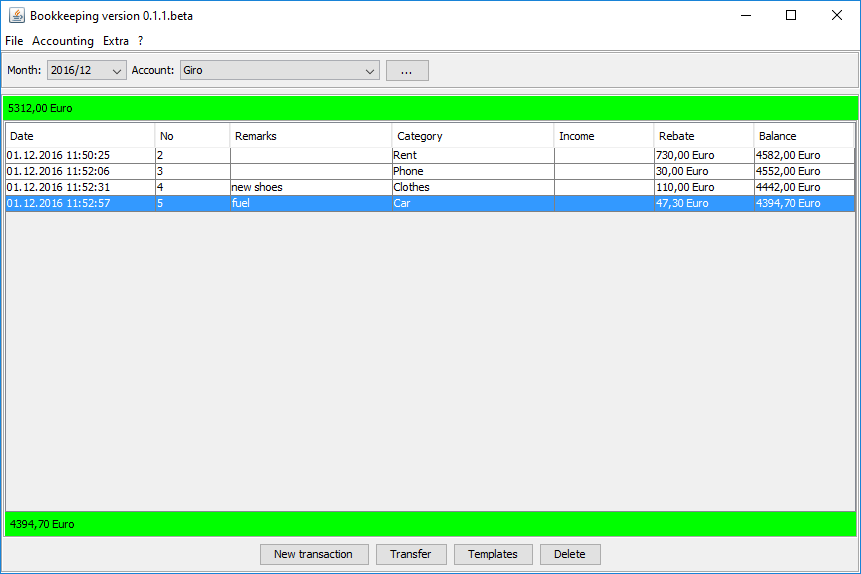 Bookkeeping version 0.1.1.beta
File Accounting Extra ?
Month: 2016/12 Account: Giro ...
5312,00 Euro
Date No Remarks Category Income Rebate Balance
01.12.2016 11:50:25 2 Rent 730,00 Euro 4582,00 Euro
01.12.2016 11:52:06 3 Phone 30,00 Euro 4552,00 Euro
01.12.2016 11:52:31 4 new shoes Clothes 110,00 Euro 4442,00 Euro
01.12.2016 11:52:57 5 fuel Car 47,30 Euro 4394,70 Euro
4394,70 Euro
New transaction Transfer Templates Delete